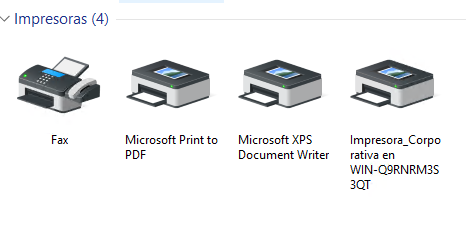 Impresoras (4)
Fax
Microsoft Print to
PDF
Microsoft XPS
Document Writer
Impresora_Corpo
rativa en
WIN-Q9RNRM3S
3QT